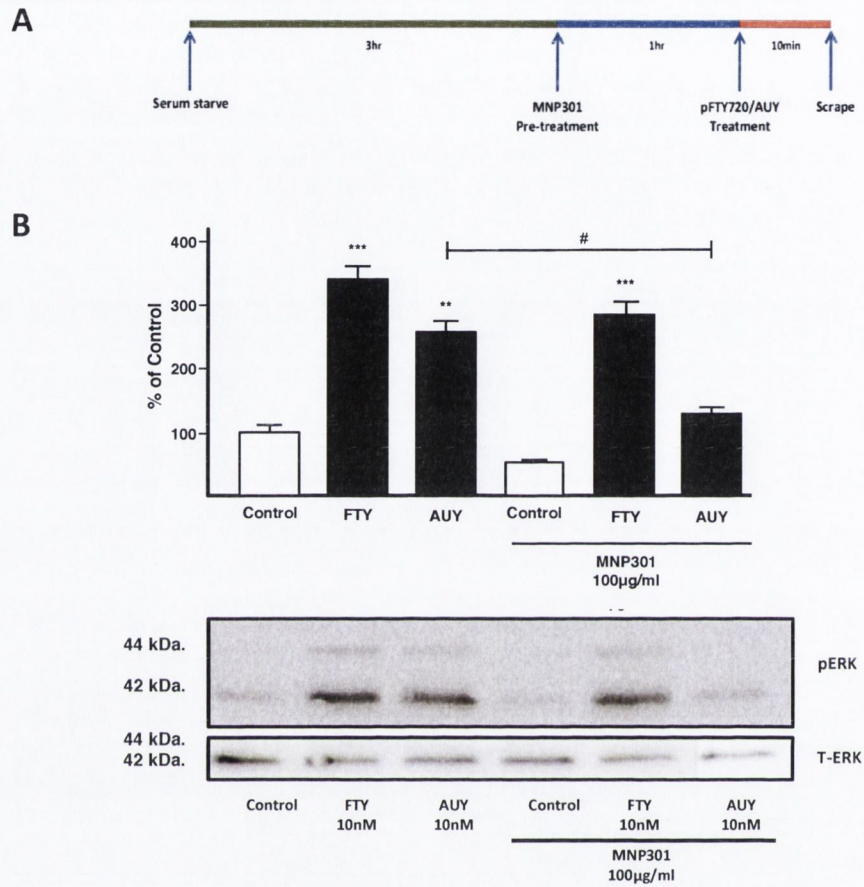 A
3hr
1hr
10min
Serum starve
MNP301
Pre-treatment
pFTY720/AUY
Treatment
Scrape
B
% of Control
400
300
200
100
***
**
#
***
Control FTY AUY Control FTY AUY
MNP301
100µg/ml
44 kDa.
42 kDa.
pERK
44 kDa.
42 kDa.
T-ERK
Control FTY AUY Control FTY AUY
10nM 10nM 10nM 10nM
MNP301
100µg/ml